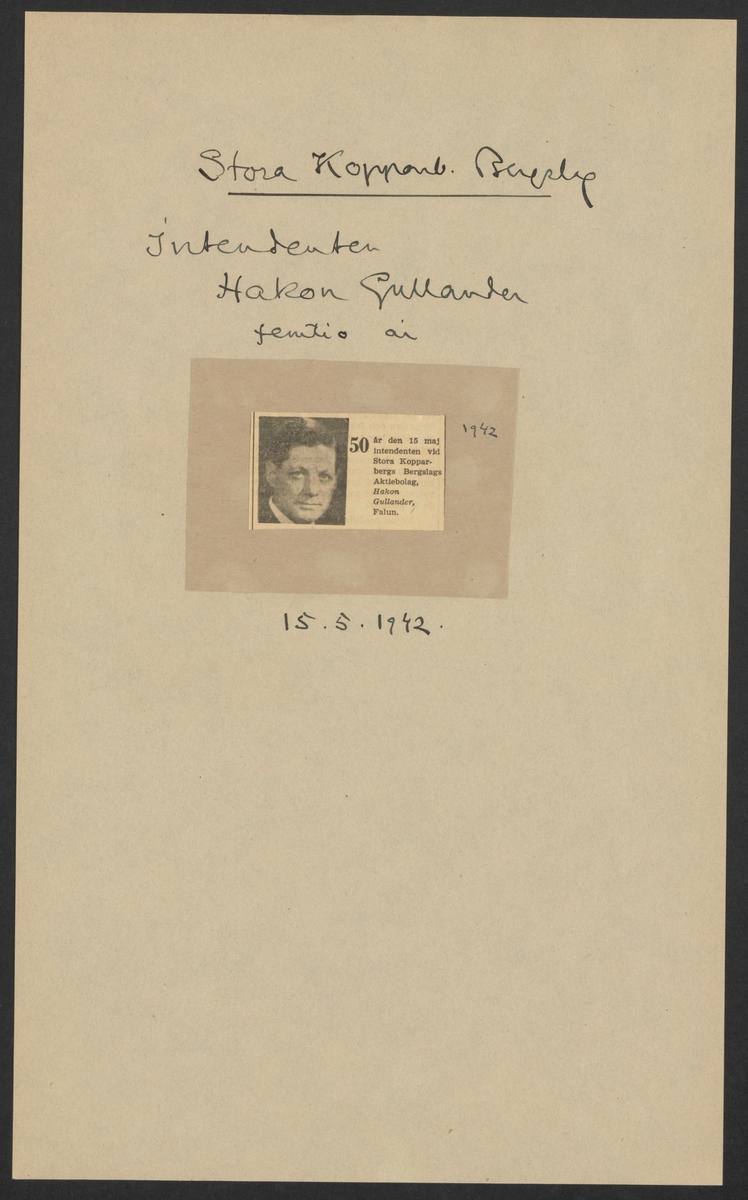 Stora Kopparb. Bergslag
Intendenten
Hakon Gullander
femtio år
50 år den 15 maj
intendenten vid
Stora Koppar-
bergs Bergslags
Aktiebolag,
Hakon
Gullander,
Falun.
1942
15.5.1942.